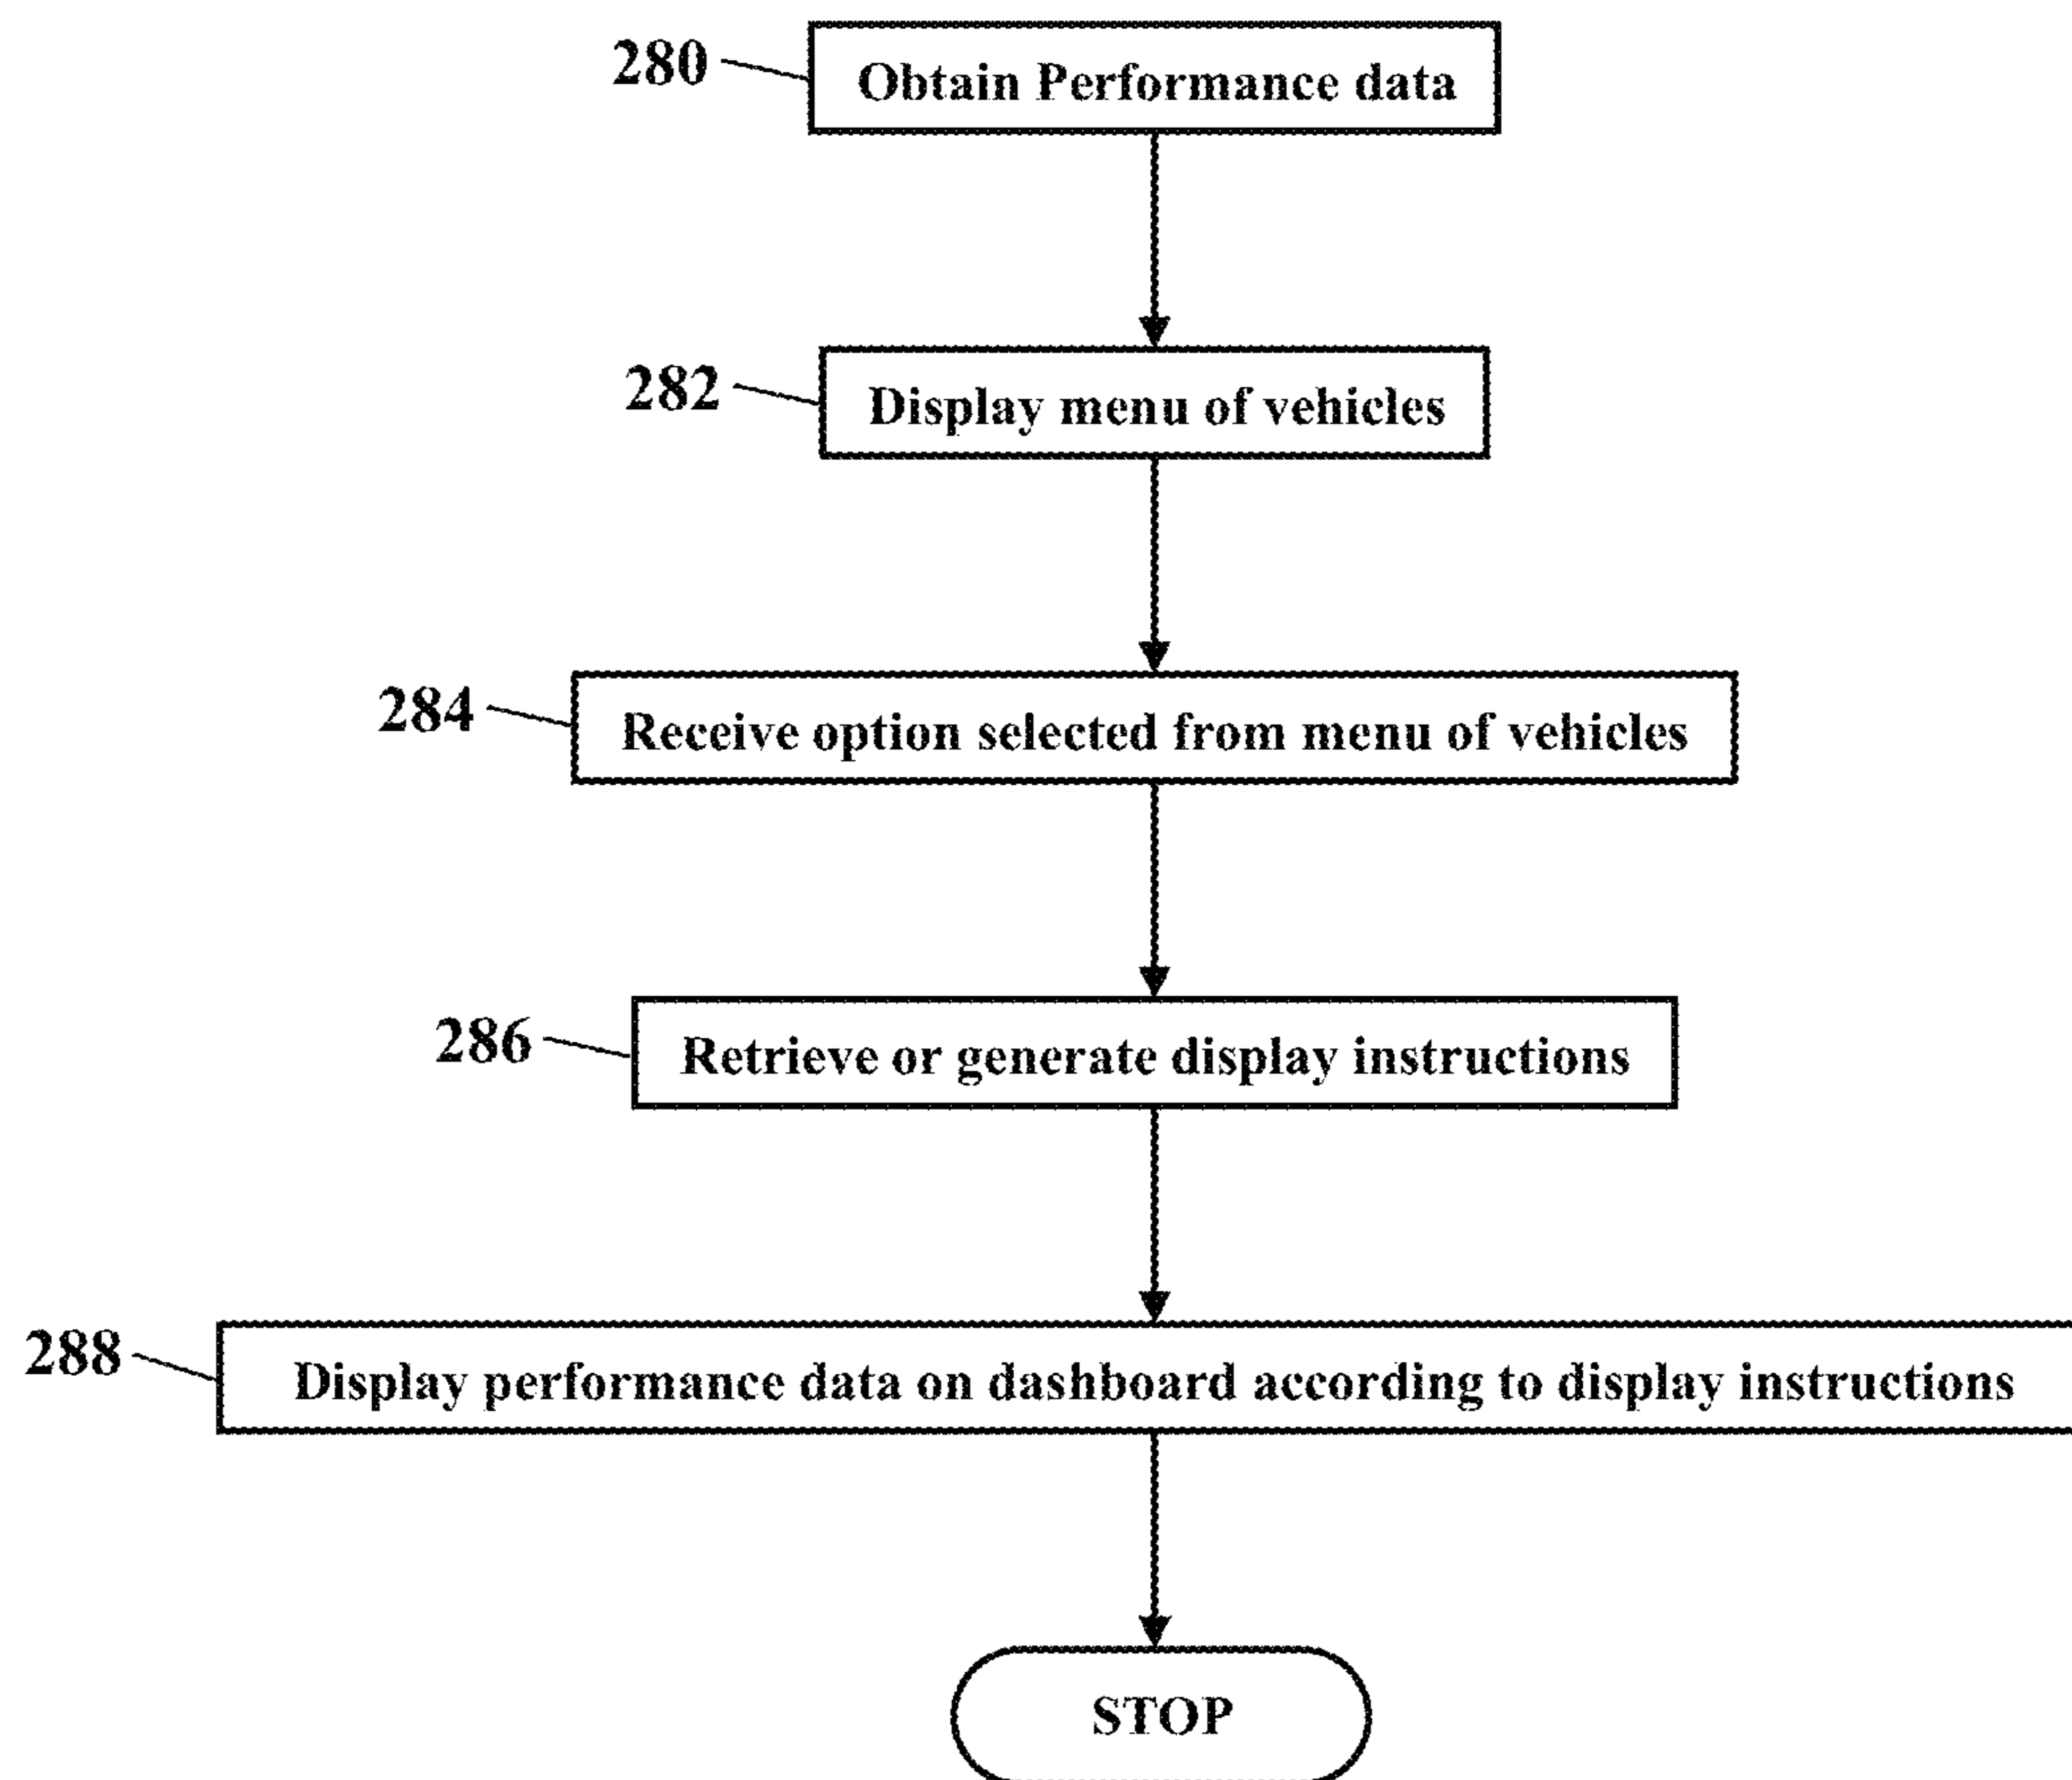 280
Obtain Performance data
282
Display menu of vehicles
284
Receive option selected from menu of vehicles
286
Retrieve or generate display instructions
288
Display performance data on dashboard according to display instructions
STOP